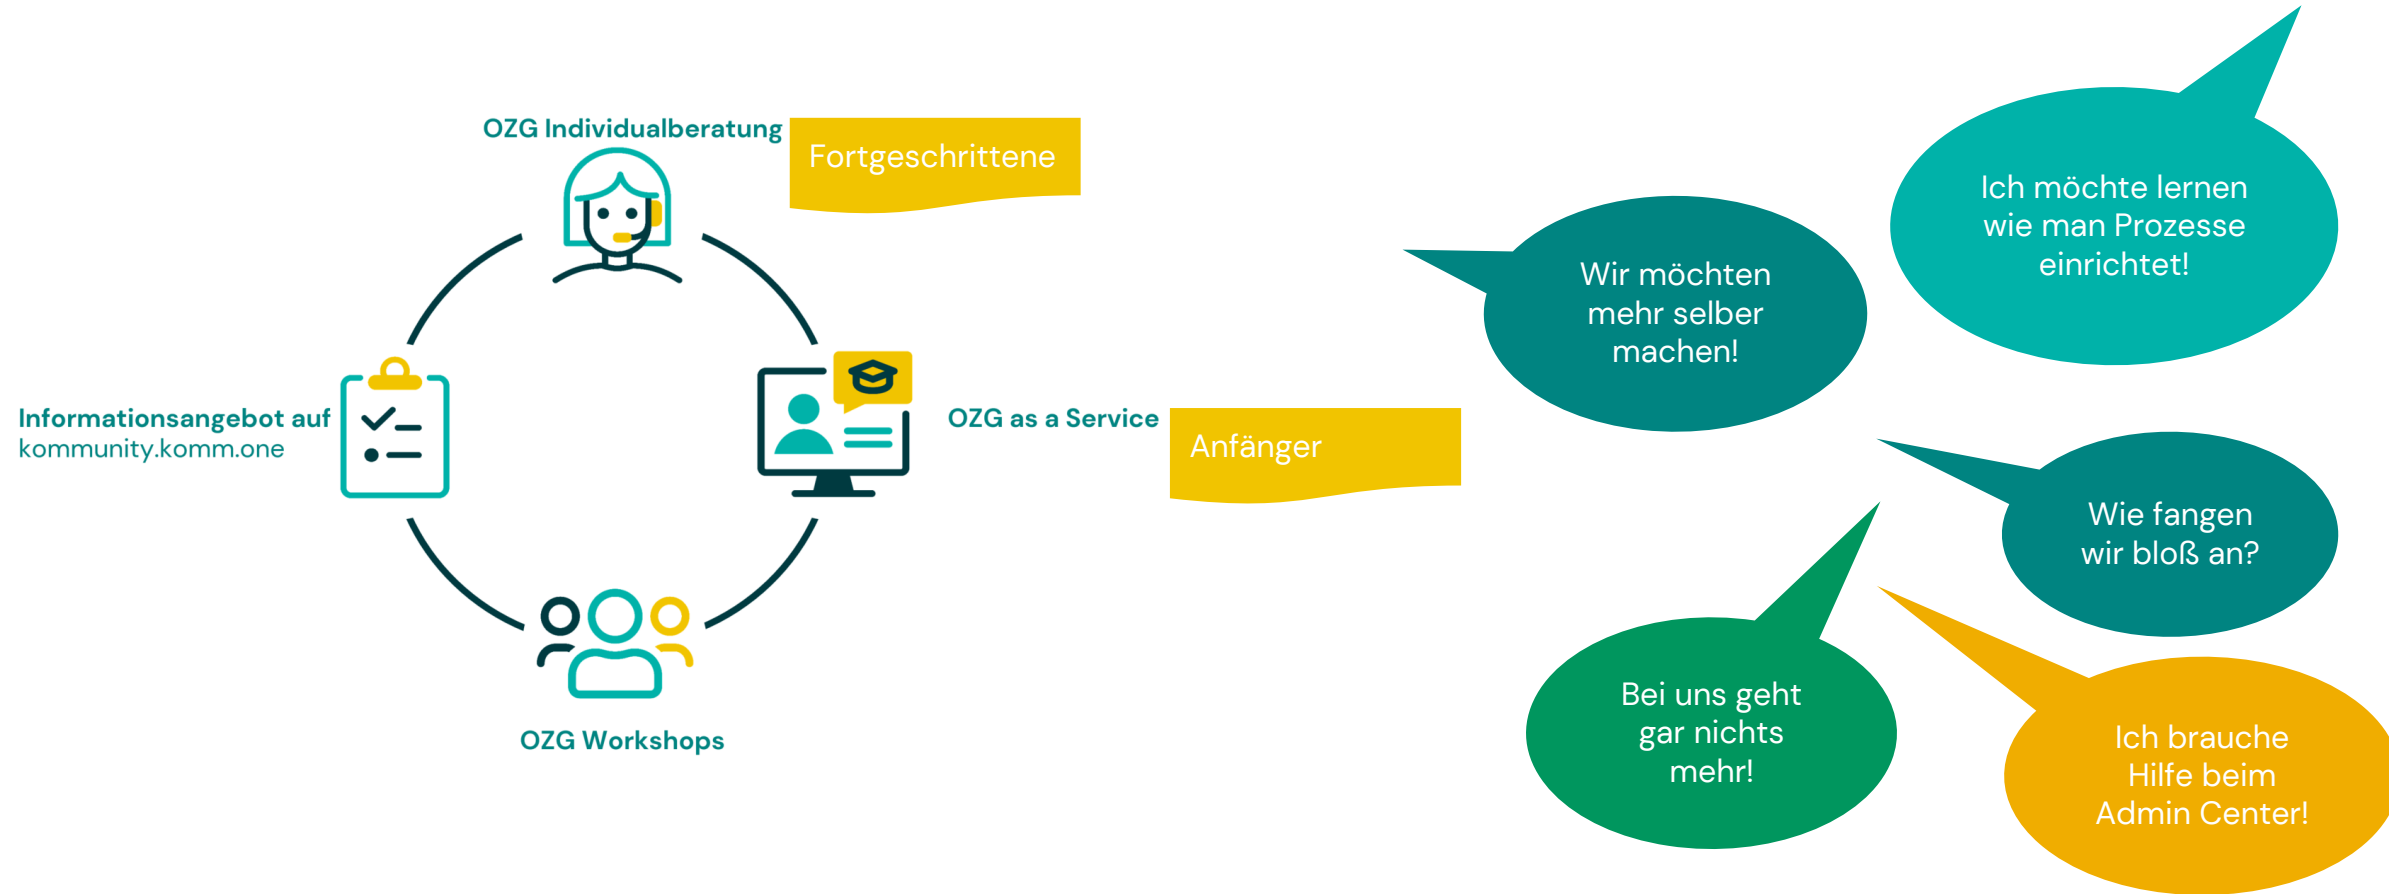 OZG Individualberatung
Fortgeschrittene
Informationsangebot auf
kommunity.komm.one
OZG as a Service
Anfänger
OZG Workshops
Ich möchte lernen
wie man Prozesse
einrichtet!
Wir möchten
mehr selber
machen!
Wie fangen
wir bloß an?
Bei uns geht
gar nichts
mehr!
Ich brauche
Hilfe beim
Admin Center!